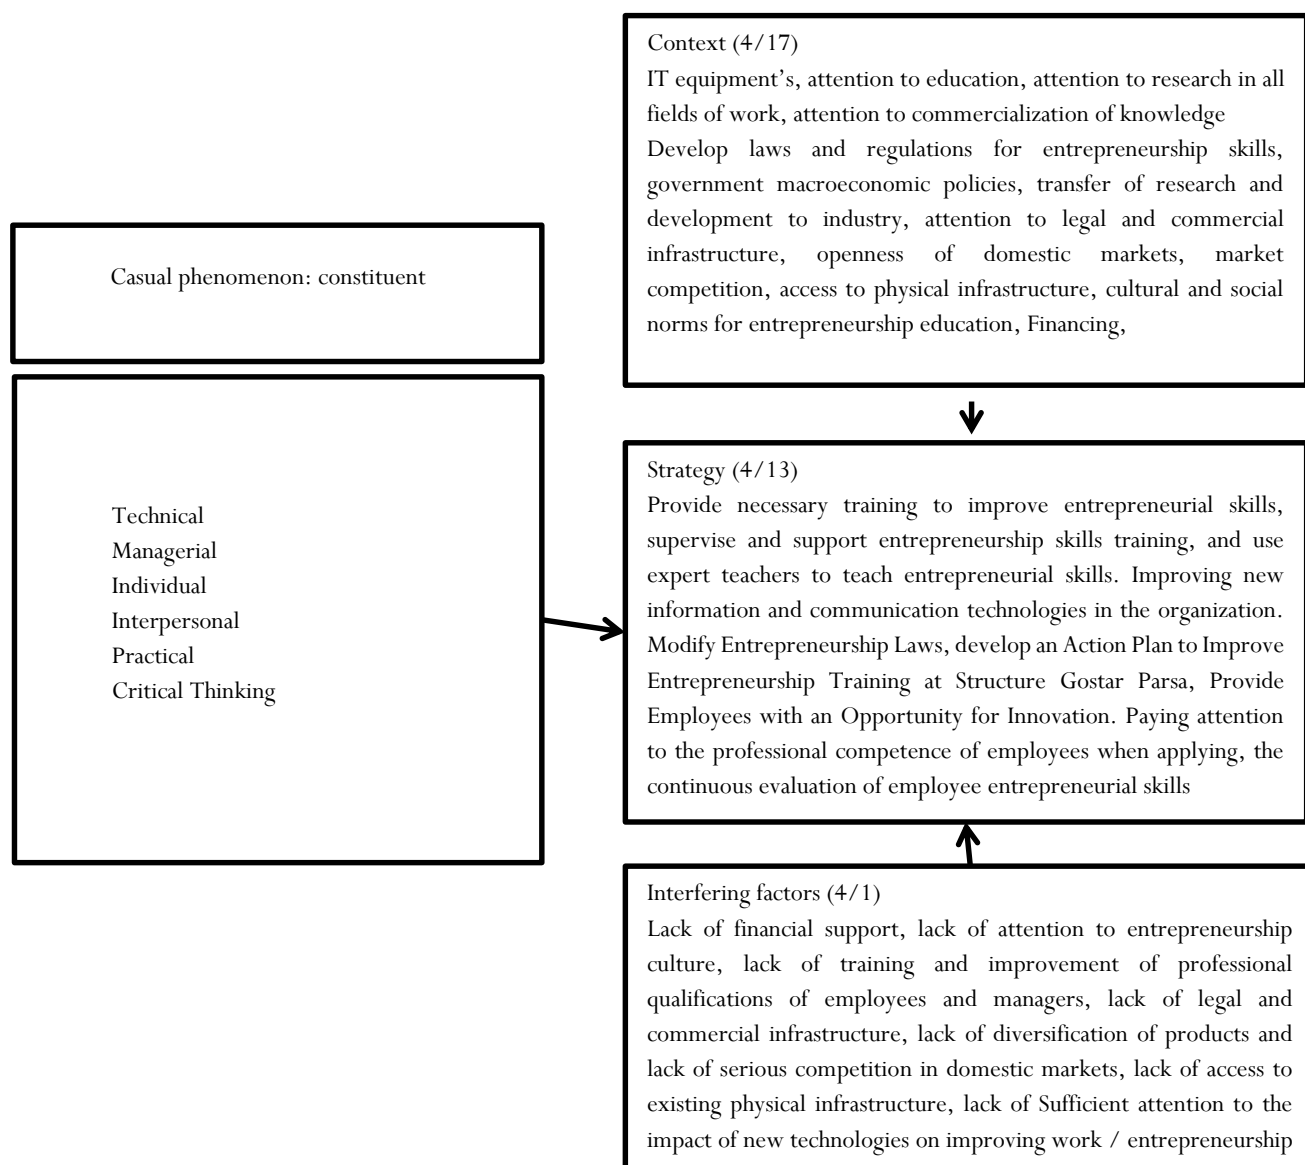 Casual phenomenon: constituent
Technical
Managerial
Individual
Interpersonal
Practical
Critical Thinking
Context (4/17)
IT equipment's, attention to education, attention to research in all
fields of work, attention to commercialization of knowledge
Develop laws and regulations for entrepreneurship skills,
government macroeconomic policies, transfer of research and
development to industry, attention to legal and commercial
infrastructure, openness of domestic markets, market
competition, access to physical infrastructure, cultural and social
norms for entrepreneurship education, Financing,
Strategy (4/13)
Provide necessary training to improve entrepreneurial skills,
supervise and support entrepreneurship skills training, and use
expert teachers to teach entrepreneurial skills. Improving new
information and communication technologies in the organization.
Modify Entrepreneurship Laws, develop an Action Plan to Improve
Entrepreneurship Training at Structure Gostar Parsa, Provide
Employees with an Opportunity for Innovation. Paying attention
to the professional competence of employees when applying, the
continuous evaluation of employee entrepreneurial skills
Interfering factors (4/1)
Lack of financial support, lack of attention to entrepreneurship
culture, lack of training and improvement of professional
qualifications of employees and managers, lack of legal and
commercial infrastructure, lack of diversification of products and
lack of serious competition in domestic markets, lack of access to
existing physical infrastructure, lack of Sufficient attention to the
impact of new technologies on improving work / entrepreneurship